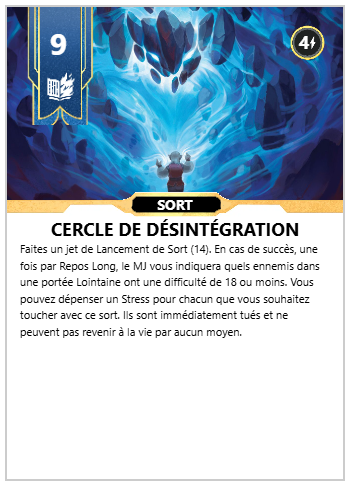 9
4
SORT
CERCLE DE DÉSINTÉGRATION
Faites un jet de Lancement de Sort (14). En cas de succès, une
fois par Repos Long, le MJ vous indiquera quels ennemis dans
une portée Lointaine ont une difficulté de 18 ou moins. Vous
pouvez dépenser un Stress pour chacun que vous souhaitez
toucher avec ce sort. Ils sont immédiatement tués et ne
peuvent pas revenir à la vie par aucun moyen.